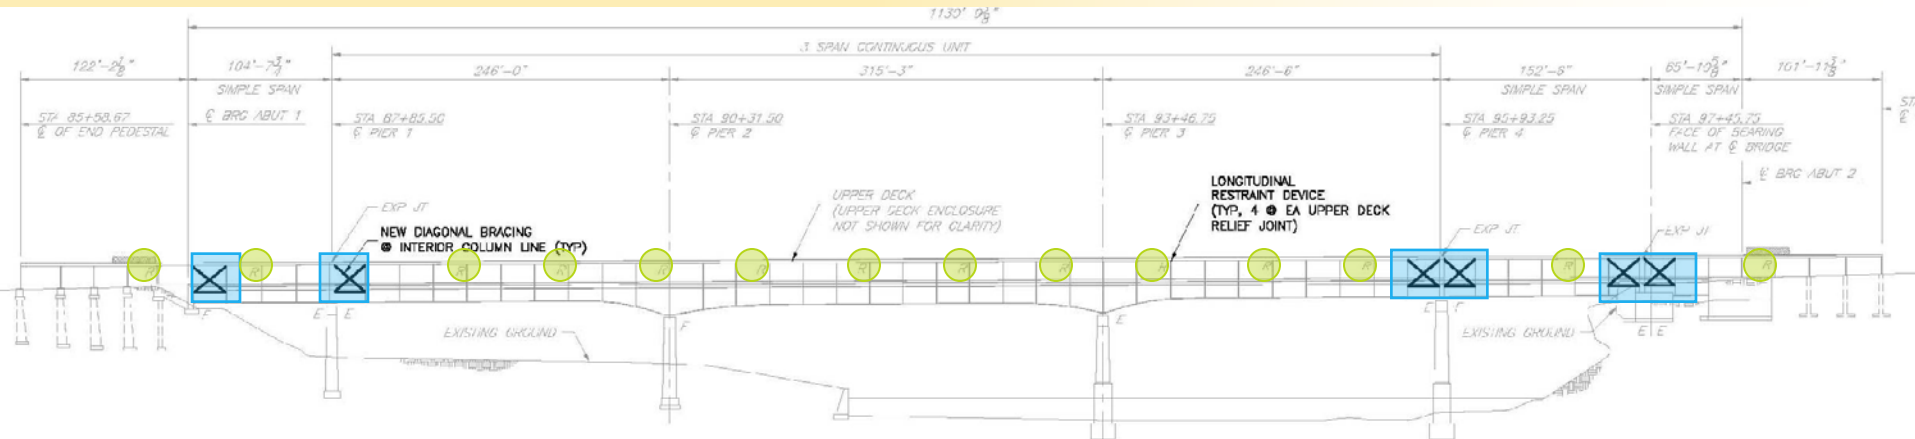 1130' 9⅛"
3 SPAN CONTINUOUS UNIT
122'-2⅞"
104'-7¾"
246'-0"
315'-3"
246'-6"
152'-6"
65'-10⅝"
101'-11⅝"
SIMPLE SPAN
SIMPLE SPAN
SIMPLE SPAN
STA 85+58.67
℄ OF END PEDESTAL
℄ BRG ABUT 1
STA 87+85.50
℄ PIER 1
STA 90+31.50
℄ PIER 2
STA 93+46.75
℄ PIER 3
STA 95+93.25
℄ PIER 4
STA 97+45.75
FACE OF BEARING
WALL AT ℄ BRIDGE
℄ BRG ABUT 2
EXP JT
NEW DIAGONAL BRACING
@ INTERIOR COLUMN LINE (TYP)
UPPER DECK
(UPPER DECK ENCLOSURE
NOT SHOWN FOR CLARITY)
LONGITUDINAL
RESTRAINT DEVICE
(TYP, 4 @ EA UPPER DECK
RELIEF JOINT)
EXP JT
EXP JT
R R R R R R R R R R R R R R
F E E F E E E E E
EXISTING GROUND
EXISTING GROUND